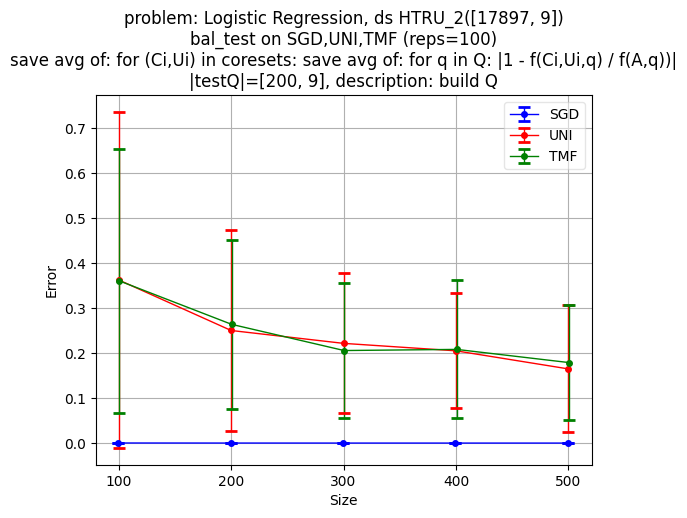 problem: Logistic Regression, ds HTRU_2([17897, 9])
bal_test on SGD,UNI,TMF (reps=100)
save avg of: for (Ci,Ui) in coresets: save avg of: for q in Q: |1 - f(Ci,Ui,q) / f(A,q))|
|testQ|=[200, 9], description: build Q
SGD
UNI
TMF
Error
0.7
0.6
0.5
0.4
0.3
0.2
0.1
0.0
100
200
300
400
500
Size